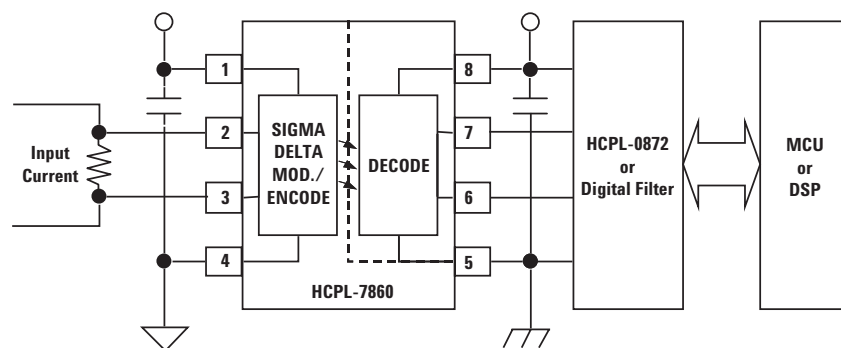 1
8
2
7
3
6
4
5
Input
Current
SIGMA
DELTA
MOD./
ENCODE
DECODE
HCPL-7860
HCPL-0872
or
Digital Filter
MCU
or
DSP